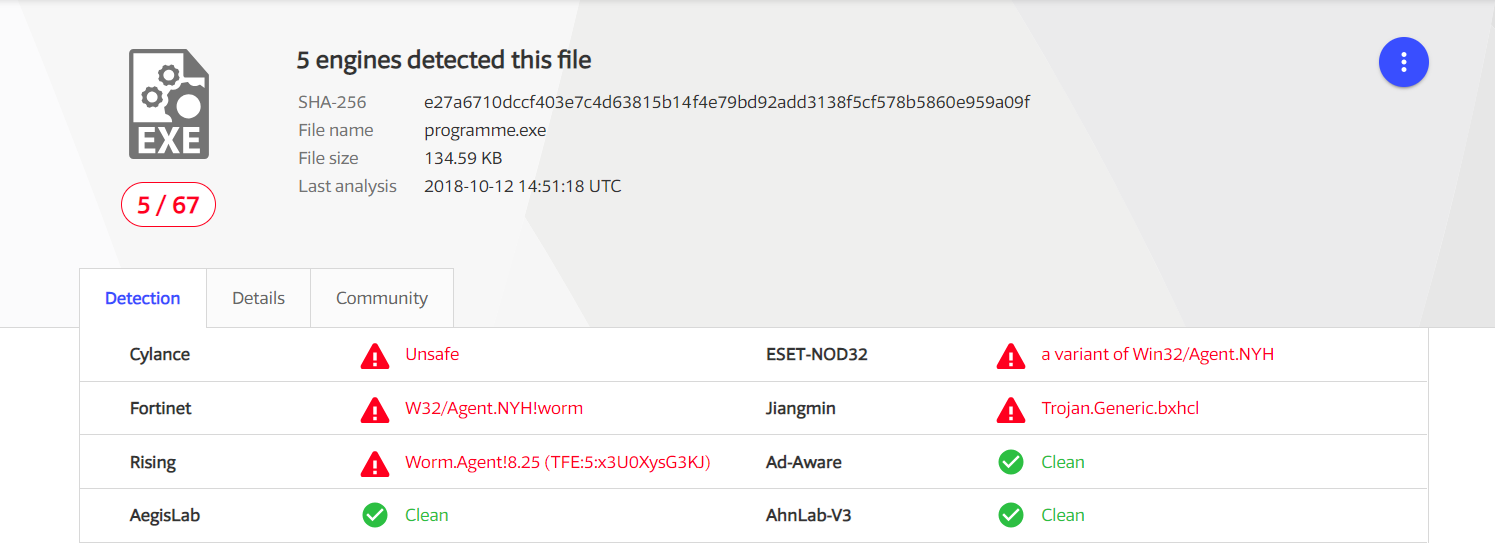 5 engines detected this file
SHA-256 e27a6710dccf403e7c4d63815b14f4e79bd92add3138f5cf578b5860e959a09f
File name programme.exe
File size 134.59 KB
Last analysis 2018-10-12 14:51:18 UTC
EXE
5 / 67
Detection Details Community
Cylance Unsafe ESET-NOD32 a variant of Win32/Agent.NYH
Fortinet W32/Agent.NYH!worm Jiangmin Trojan.Generic.bxhcl
Rising Worm.Agent!8.25 (TFE:5:x3U0XysG3KJ) Ad-Aware Clean
AegisLab Clean AhnLab-V3 Clean